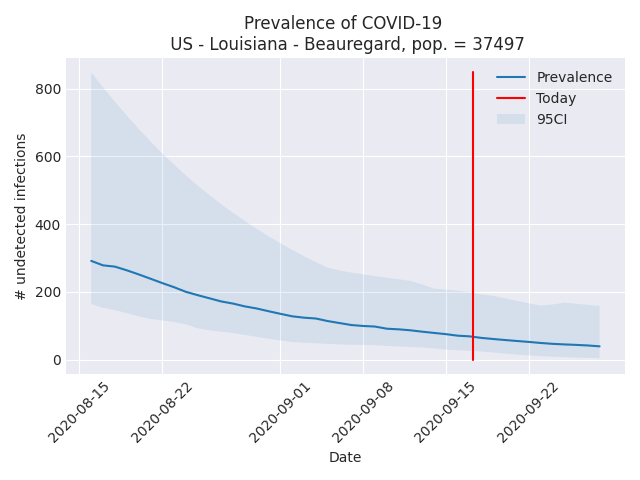 Prevalence of COVID-19
US - Louisiana - Beauregard, pop. = 37497
Prevalence
Today
95CI
800
600
400
200
0
# undetected infections
2020-08-15
2020-08-22
2020-09-01
2020-09-08
2020-09-15
2020-09-22
Date